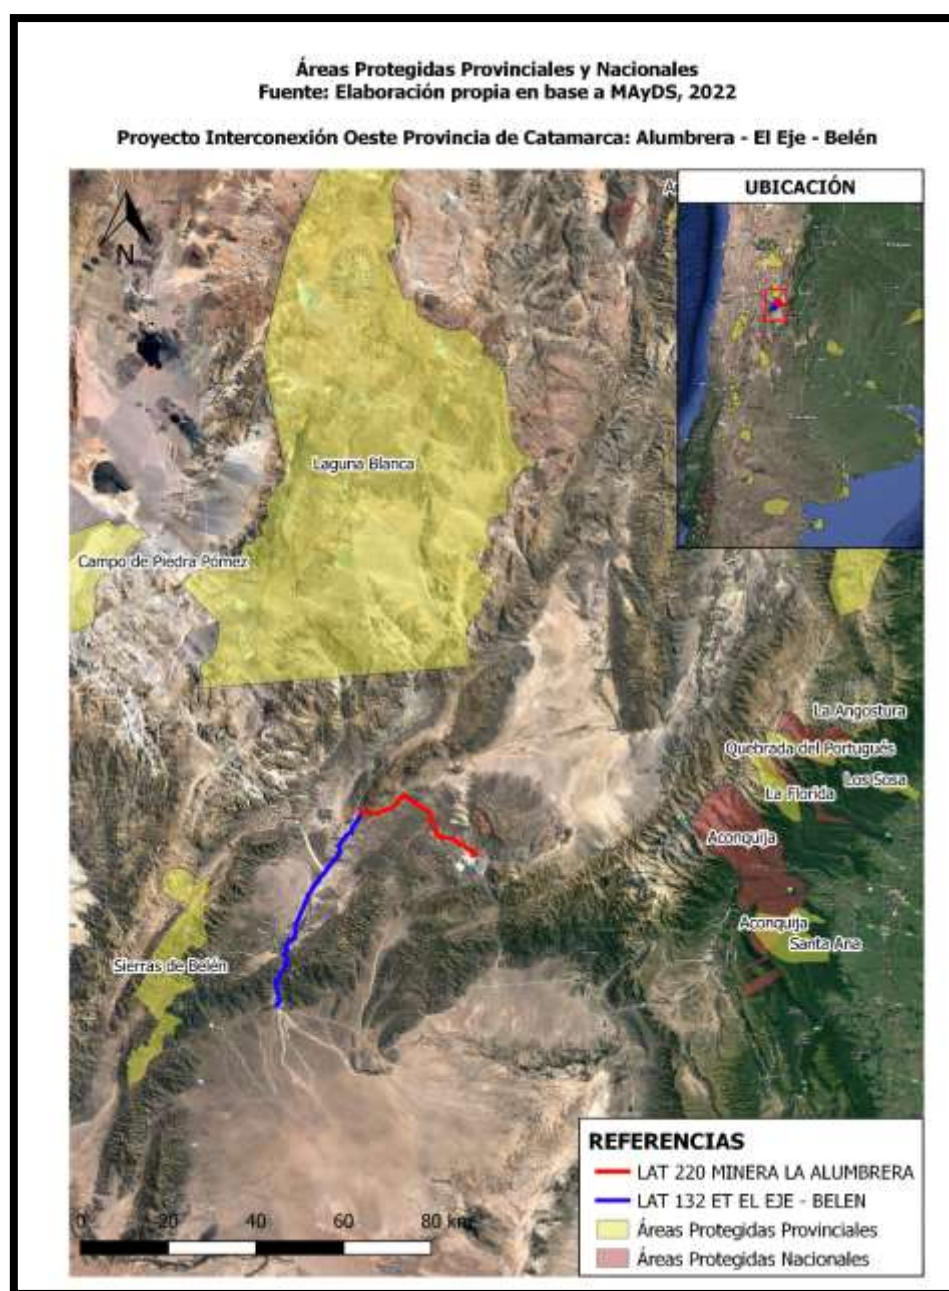 Áreas Protegidas Provinciales y Nacionales
Fuente: Elaboración propia en base a MAyDS, 2022
Proyecto Interconexión Oeste Provincia de Catamarca: Alumbrera - El Eje - Belén
UBICACIÓN
N
Laguna Blanca
Campo de Piedra Pómez
La Angostura
Quebrada del Portugués
Los Sosa
La Florida
Aconquija
Aconquija
Santa Ana
Sierras de Belén
REFERENCIAS
LAT 220 MINERA LA ALUMBRERA
LAT 132 ET EL EJE - BELEN
Áreas Protegidas Provinciales
Áreas Protegidas Nacionales
0 20 40 60 80 km